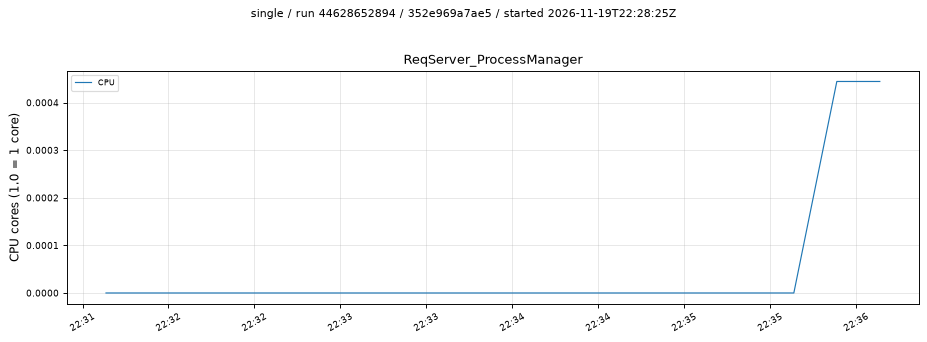 single / run 44628652894 / 352e969a7ae5 / started 2026-11-19T22:28:25Z
ReqServer_ProcessManager
CPU
CPU cores (1.0 = 1 core)
0.0004
0.0003
0.0002
0.0001
0.0000
22:31 22:32 22:32 22:33 22:33 22:34 22:34 22:35 22:35 22:36